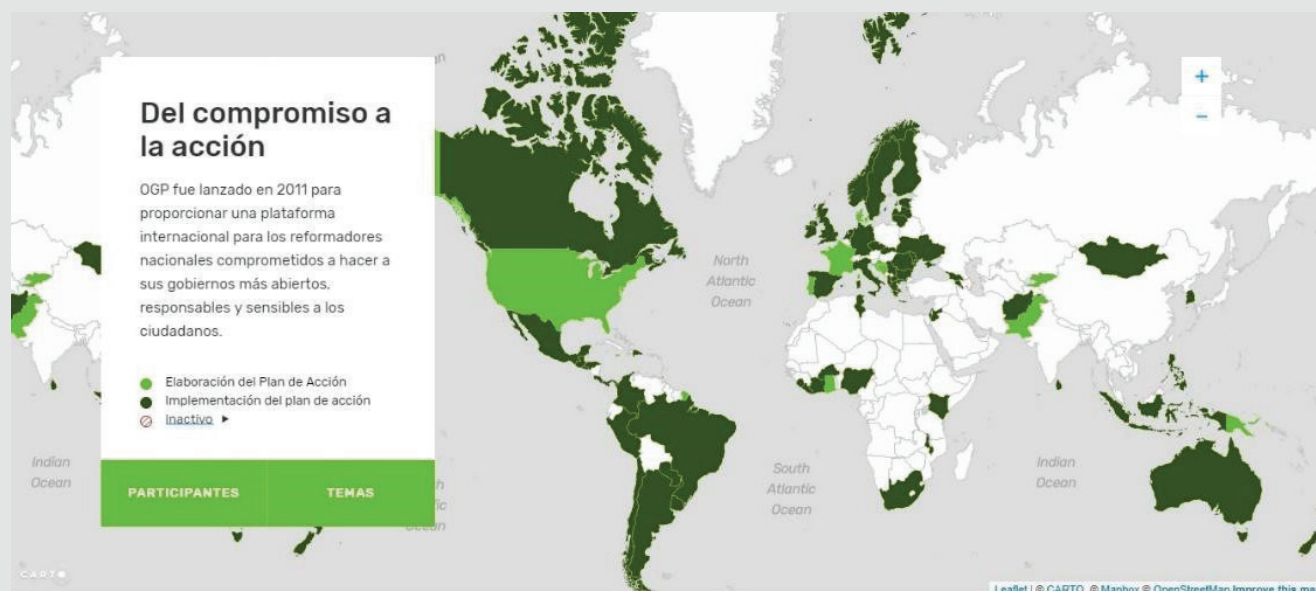 Del compromiso a
la acción
OGP fue lanzado en 2011 para
proporcionar una plataforma
internacional para los reformadores
nacionales comprometidos a hacer a
sus gobiernos más abiertos,
responsables y sensibles a los
ciudadanos.
Elaboración del Plan de Acción
Implementación del plan de acción
Inactivo
PARTICIPANTES
TEMAS
Indian
Ocean
North
Atlantic
Ocean
South
Atlantic
Ocean
Indian
Ocean
Ocean
+
−
CARTO
Leaflet | © CARTO, © Mapbox © OpenStreetMap Improve this